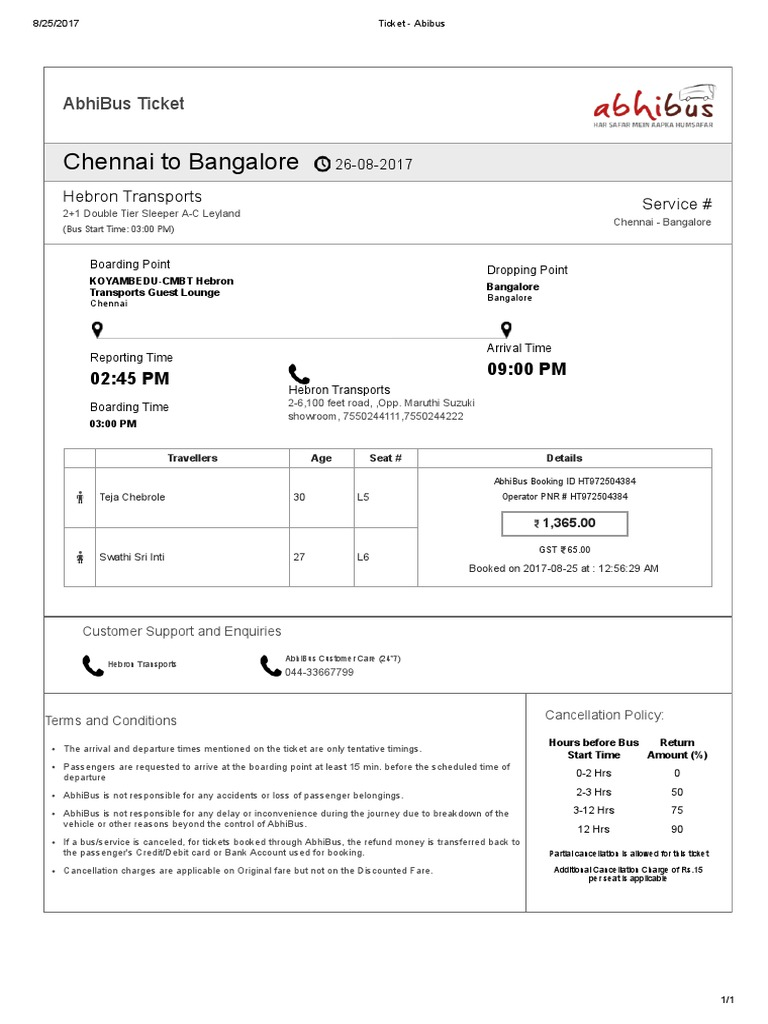 8/25/2017 Ticket - Abibus
AbhiBus Ticket
abhibus
HAR SAFAR MEIN AAPKA HUMSAFAR
Chennai to Bangalore 26-08-2017
Hebron Transports
2+1 Double Tier Sleeper A-C Leyland
(Bus Start Time: 03:00 PM)
Service #
Chennai - Bangalore
Boarding Point
KOYAMBEDU-CMBT Hebron
Transports Guest Lounge
Chennai
Dropping Point
Bangalore
Bangalore
Reporting Time
02:45 PM
Boarding Time
03:00 PM
Hebron Transports
2-6,100 feet road, ,Opp. Maruthi Suzuki
showroom, 7550244111,7550244222
Arrival Time
09:00 PM
Travellers Age Seat # Details
Teja Chebrole 30 L5
Swathi Sri Inti 27 L6
AbhiBus Booking ID HT972504384
Operator PNR # HT972504384
₹ 1,365.00
GST ₹ 65.00
Booked on 2017-08-25 at : 12:56:29 AM
Customer Support and Enquiries
Hebron Transports
AbhiBus Customer Care (24*7)
044-33667799
Terms and Conditions
• The arrival and departure times mentioned on the ticket are only tentative timings.
• Passengers are requested to arrive at the boarding point at least 15 min. before the scheduled time of
departure
• AbhiBus is not responsible for any accidents or loss of passenger belongings.
• AbhiBus is not responsible for any delay or inconvenience during the journey due to breakdown of the
vehicle or other reasons beyond the control of AbhiBus.
• If a bus/service is canceled, for tickets booked through AbhiBus, the refund money is transferred back to
the passenger's Credit/Debit card or Bank Account used for booking.
• Cancellation charges are applicable on Original fare but not on the Discounted Fare.
Cancellation Policy:
Hours before Bus Return
Start Time Amount (%)
0-2 Hrs 0
2-3 Hrs 50
3-12 Hrs 75
12 Hrs 90
Partial cancellation is allowed for this ticket
Additional Cancellation Charge of Rs.15
per seat is applicable
1/1